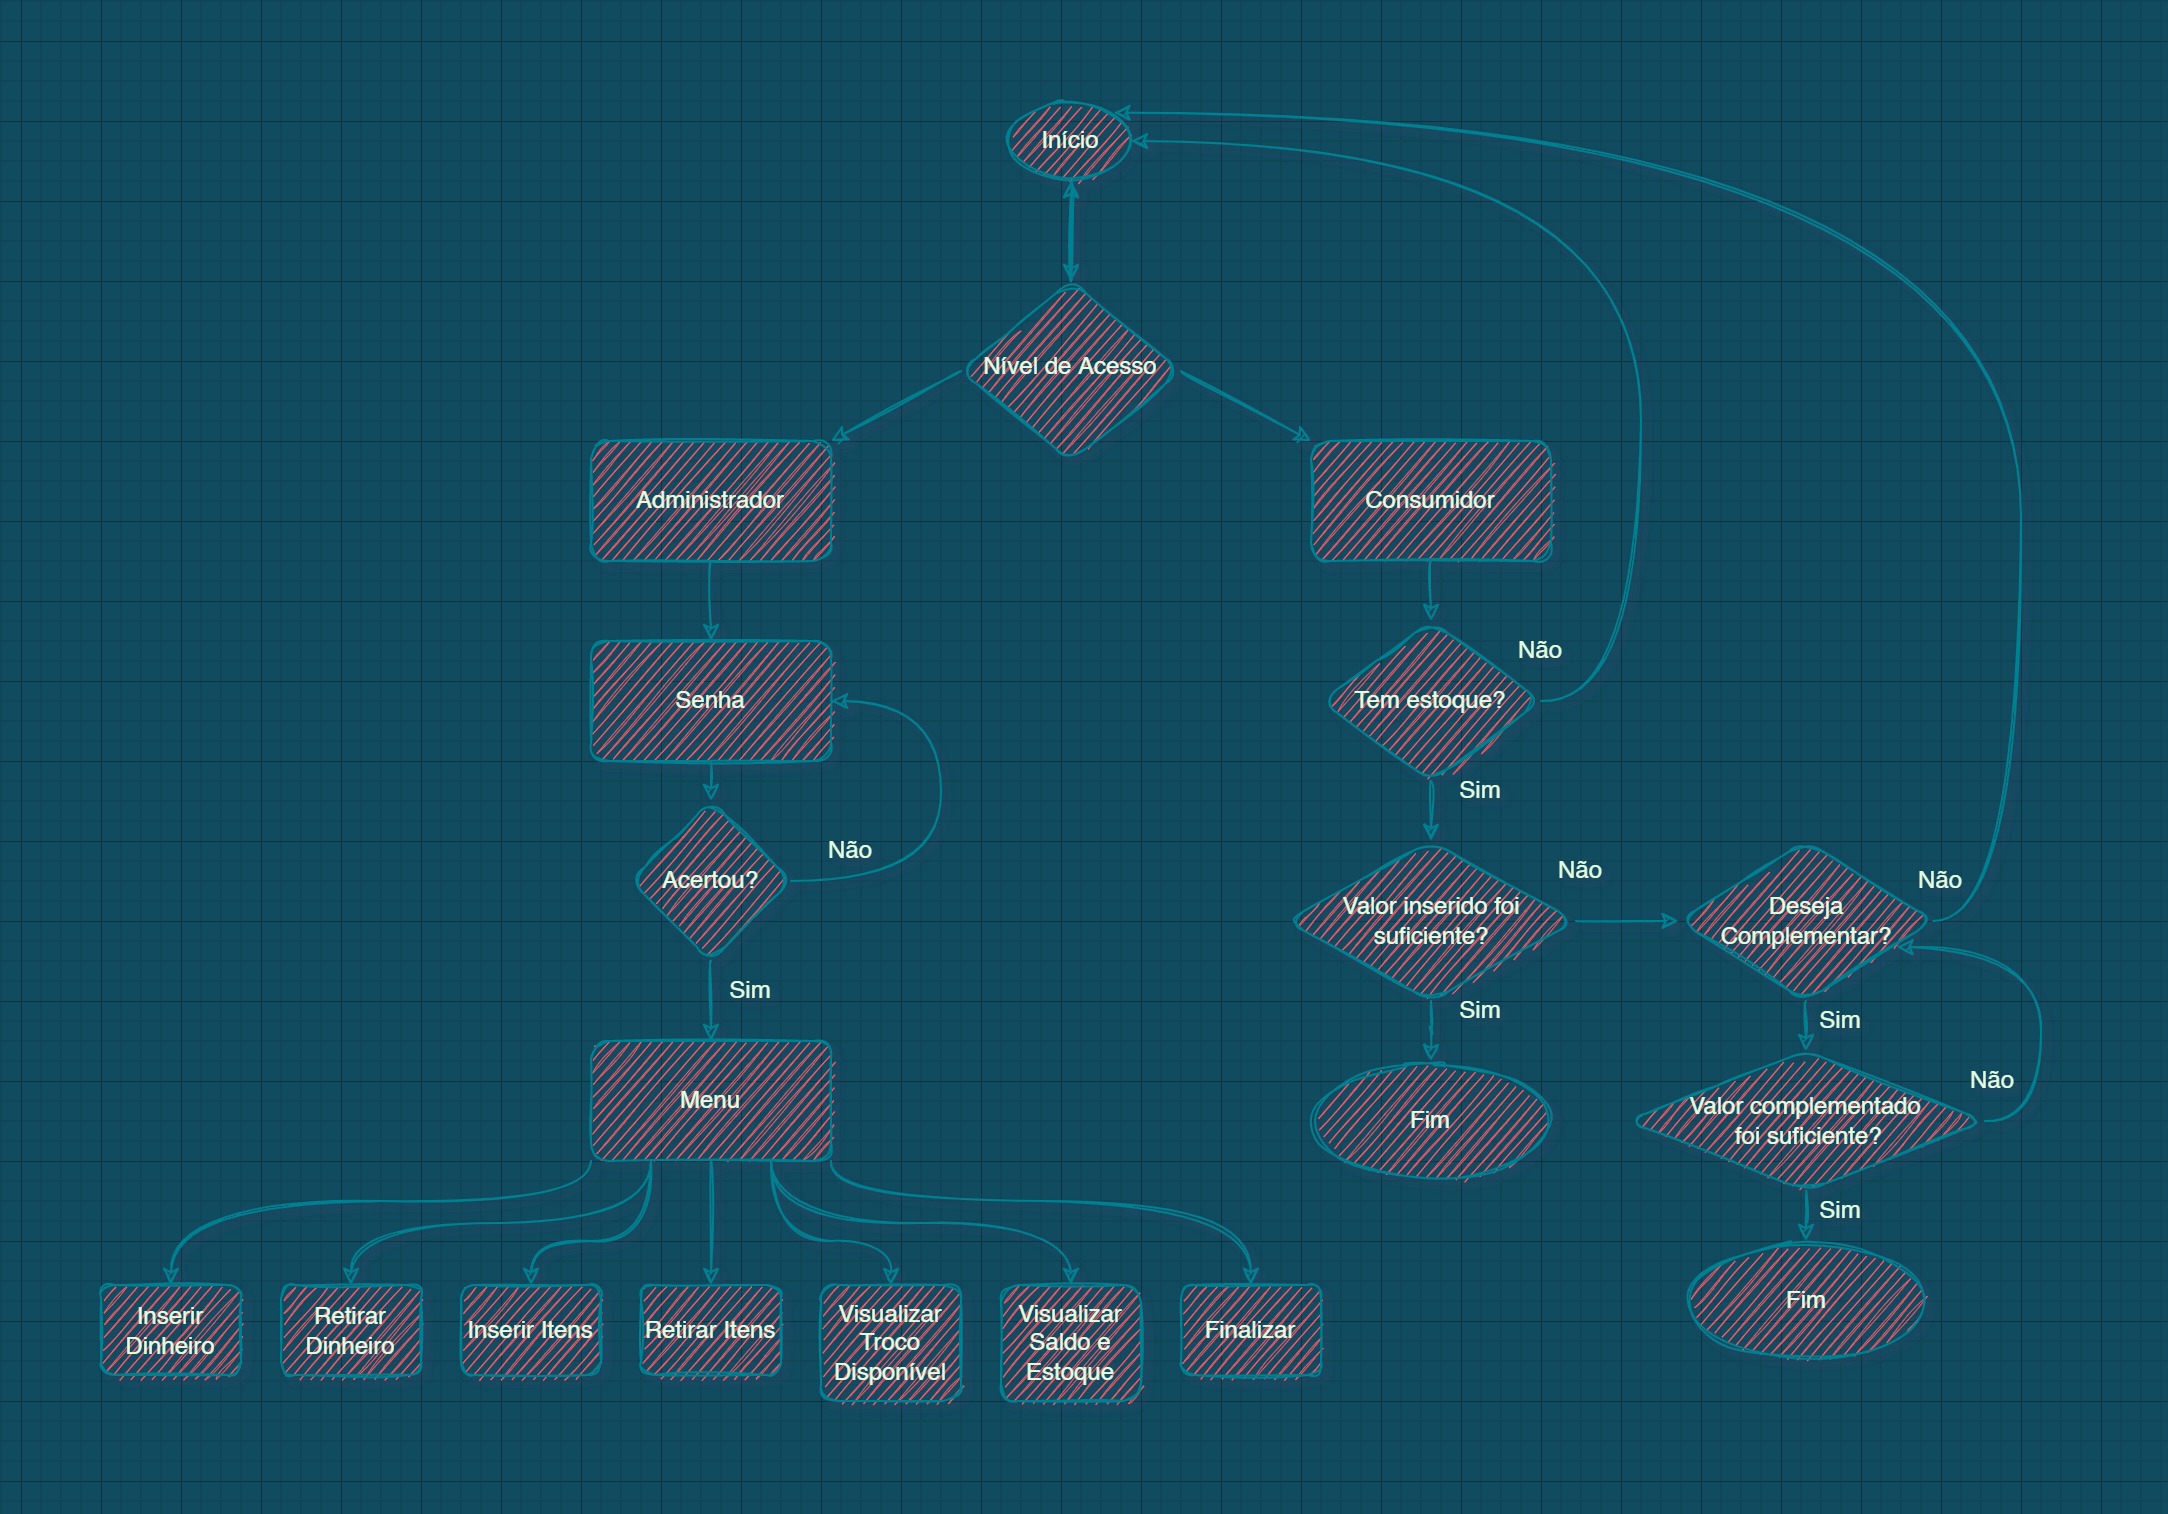 Início
Nível de Acesso
Administrador
Consumidor
Senha
Tem estoque?
Não
Sim
Acertou?
Não
Sim
Valor inserido foi
suficiente?
Não
Sim
Deseja
Complementar?
Não
Sim
Menu
Fim
Valor complementado
foi suficiente?
Não
Sim
Fim
Inserir
Dinheiro
Retirar
Dinheiro
Inserir Itens
Retirar Itens
Visualizar
Troco
Disponível
Visualizar
Saldo e
Estoque
Finalizar